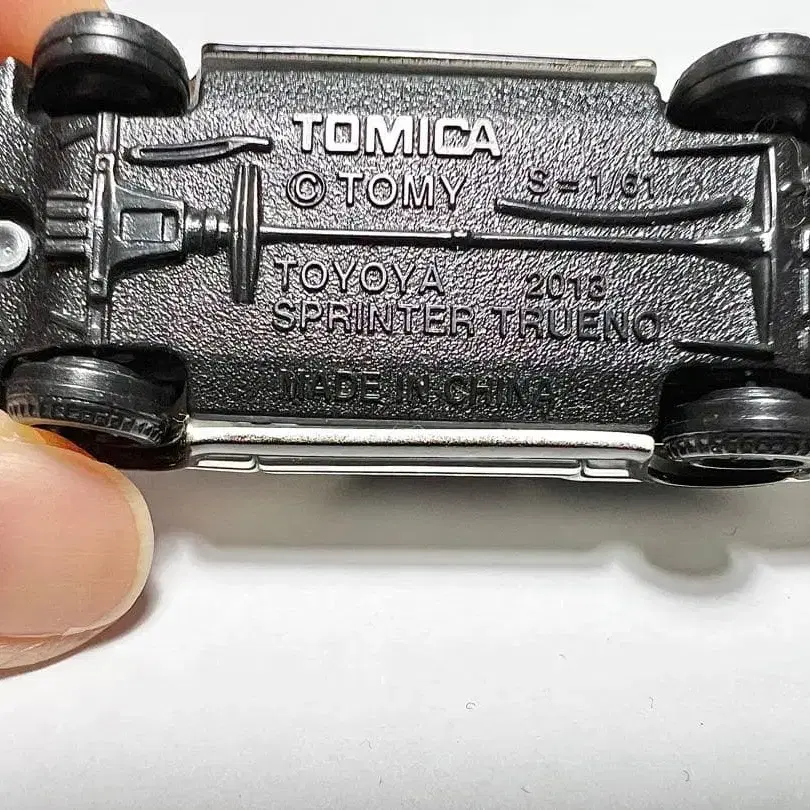 TOMICA
© TOMY S=1/61
TOYOYA 2013
SPRINTER TRUENO
MADE IN CHINA